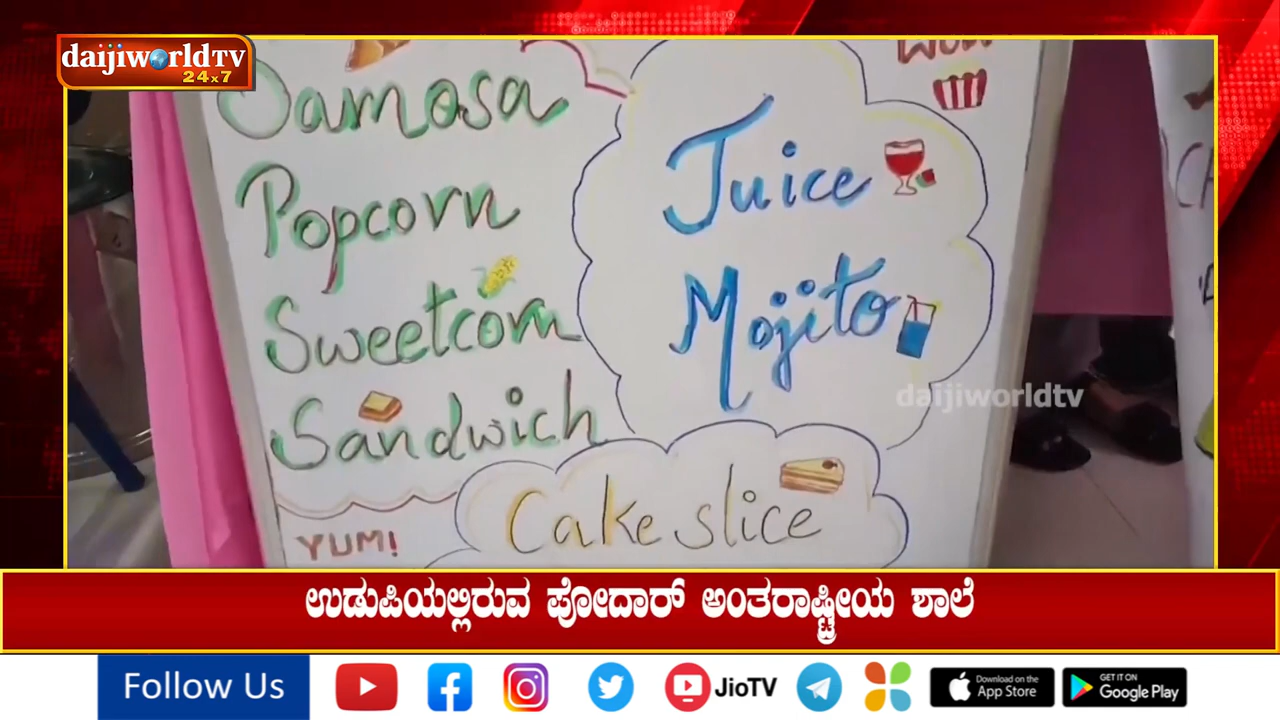 daijiworldTV
24x7
Samosa
Popcorn
Sweetcorn
Sandwich
YUM!
Juice
Mojito
Cake slice
daijiworldtv
ಉಡುಪಿಯಲ್ಲಿರುವ ಪೋದಾರ್ ಅಂತರಾಷ್ಟ್ರೀಯ ಶಾಲೆ
Follow Us
JioTV
Download on the
App Store
GET IT ON
Google Play